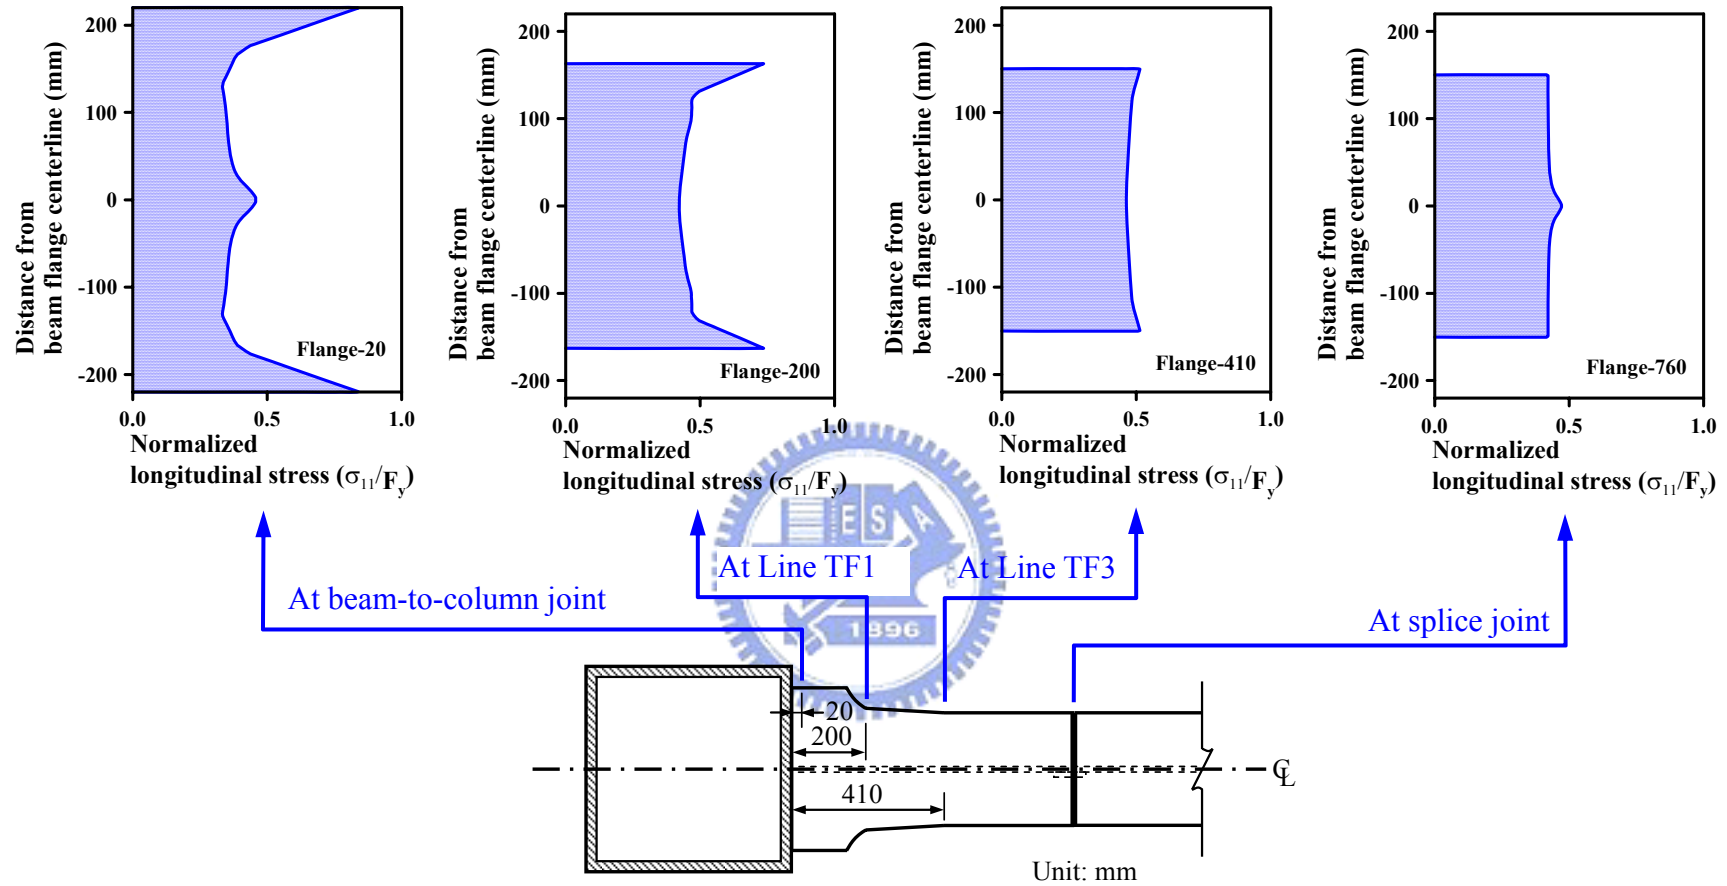 Distance from
beam flange centerline (mm)
200
100
0
-100
-200
Flange-20
0.0
0.5
1.0
Normalized
longitudinal stress (σ11/Fy)
Distance from
beam flange centerline (mm)
200
100
0
-100
-200
Flange-200
0.0
0.5
1.0
Normalized
longitudinal stress (σ11/Fy)
Distance from
beam flange centerline (mm)
200
100
0
-100
-200
Flange-410
0.0
0.5
1.0
Normalized
longitudinal stress (σ11/Fy)
Distance from
beam flange centerline (mm)
200
100
0
-100
-200
Flange-760
0.0
0.5
1.0
Normalized
longitudinal stress (σ11/Fy)
E S A
1896
At beam-to-column joint
At Line TF1
At Line TF3
At splice joint
20
200
410
CL
Unit: mm